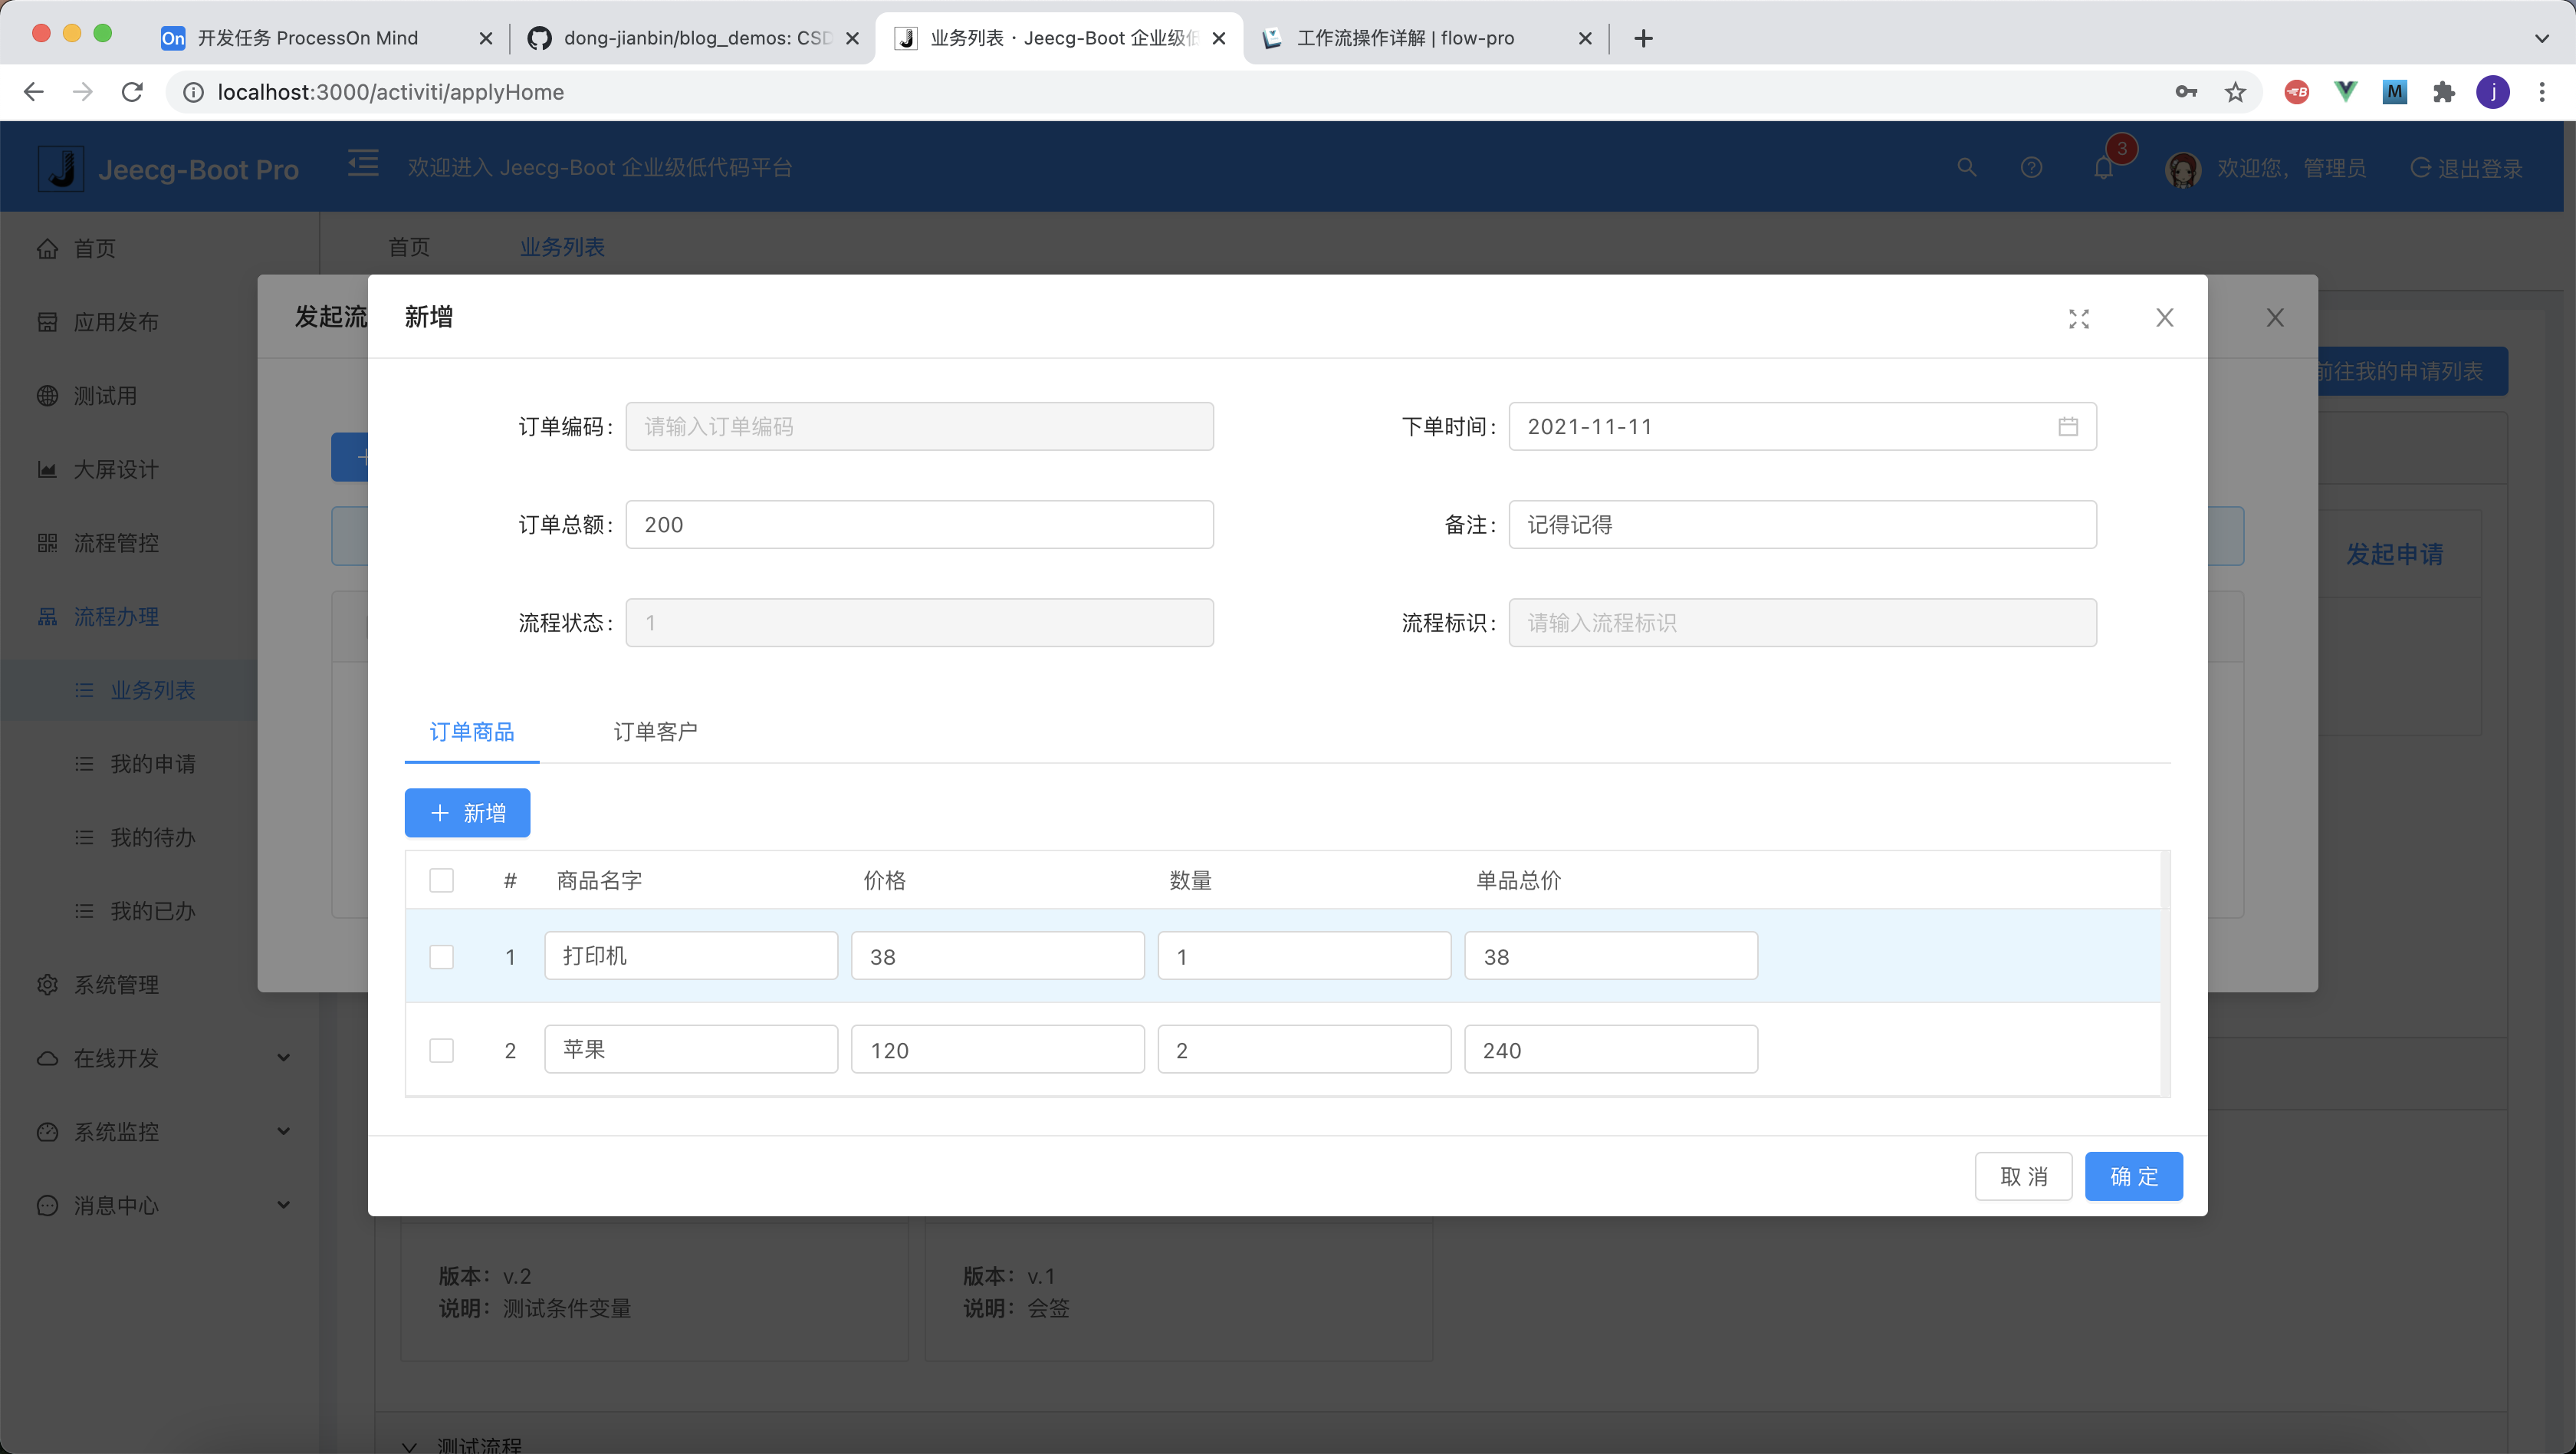 On 开发任务 ProcessOn Mind
dong-jianbin/blog_demos: CSD
业务列表 · Jeecg-Boot 企业级低
工作流操作详解 | flow-pro
localhost:3000/activiti/applyHome
M
j
Jeecg-Boot Pro
欢迎进入 Jeecg-Boot 企业级低代码平台
3
欢迎您，管理员
退出登录
首页
应用发布
测试用
大屏设计
流程管控
流程办理
业务列表
我的申请
我的待办
我的已办
系统管理
在线开发
系统监控
消息中心
首页
业务列表
前往我的申请列表
发起流
发起申请
新增
订单编码:
请输入订单编码
下单时间:
2021-11-11
订单总额:
200
备注:
记得记得
流程状态:
1
流程标识:
请输入流程标识
订单商品
订单客户
新增
# 商品名字 价格 数量 单品总价
1 打印机 38 1 38
2 苹果 120 2 240
取 消
确 定
版本：v.2
说明：测试条件变量
版本：v.1
说明：会签
测试流程